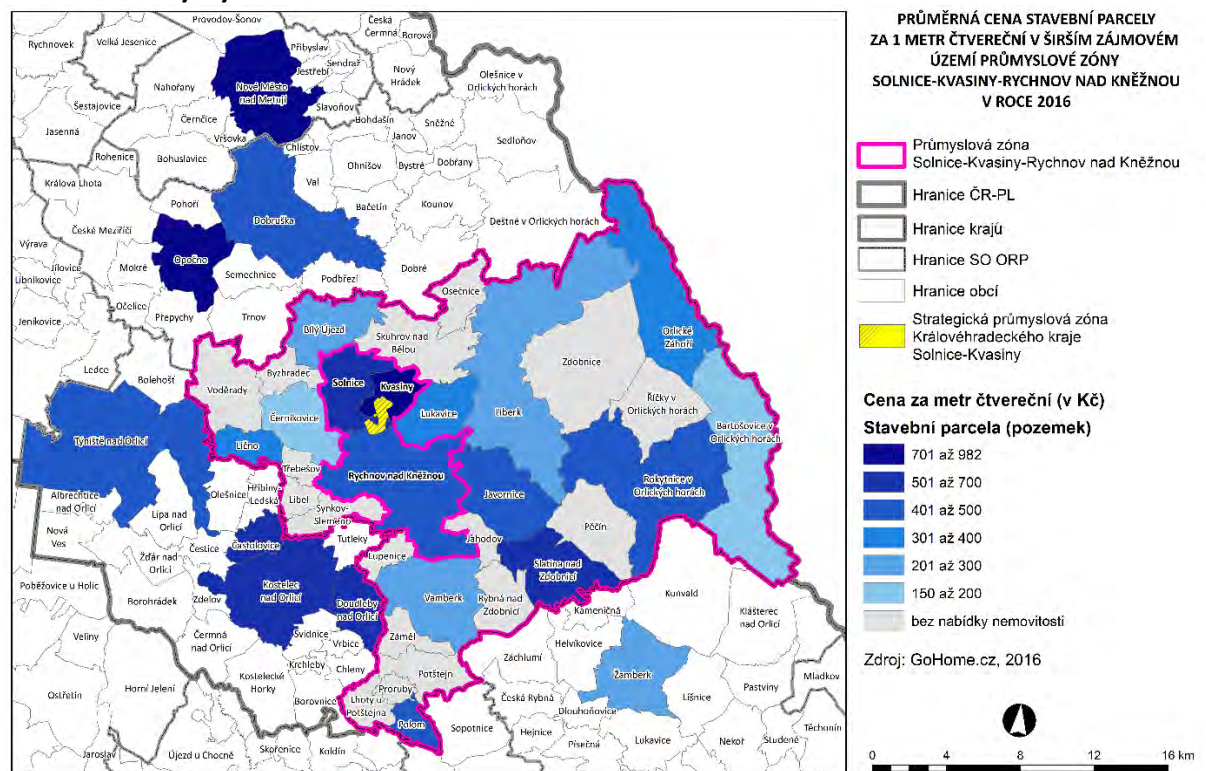 PRŮMĚRNÁ CENA STAVEBNÍ PARCELY
ZA 1 METR ČTVEREČNÍ V ŠIRŠÍM ZÁJMOVÉM
ÚZEMÍ PRŮMYSLOVÉ ZÓNY
SOLNICE-KVASINY-RYCHNOV NAD KNĚŽNOU
V ROCE 2016
Průmyslová zóna
Solnice-Kvasiny-Rychnov nad Kněžnou
Hranice ČR-PL
Hranice krajů
Hranice SO ORP
Hranice obcí
Strategická průmyslová zóna
Královéhradeckého kraje
Solnice-Kvasiny
Cena za metr čtvereční (v Kč)
Stavební parcela (pozemek)
701 až 982
501 až 700
401 až 500
301 až 400
201 až 300
150 až 200
bez nabídky nemovitosti
Zdroj: GoHome.cz, 2016
0 4 8 12 16 km
Provodov-Šonov
Česká
Čermná
Borová
Rychnovek
Velká Jesenice
Přibyslav
Sendraž
Jestřebí
Nový
Hrádek
Olešnice v
Orlických horách
Nahořany
Nové Město
nad Metují
Slavoňov
Šestajovice
Černčice
Bohdašín
Sněžné
Jasenná
Vršovka
Chlístov
Janov
Sedloňov
Rohenice
Bohuslavice
Ohnišov
Bystré
Dobřany
Králova Lhota
Val
Pohoří
Bačetín
Kounov
České Meziříčí
Dobruška
Deštné v Orlických horách
Výrava
Opočno
Jílovice
Mokré
Semechnice
Dobré
Libníkovice
Podbřezí
Očelice
Osečnice
Přepychy
Trnov
Jeníkovice
Bílý Újezd
Skuhrov nad
Bělou
Orlické
Záhoří
Ledce
Bolehošť
Byzhradec
Zdobnice
Voděrady
Solnice
Kvasiny
Říčky v
Orlických horách
Černíkovice
Lukavice
Liberk
Bartošovice v
Orlických horách
Týniště nad Orlicí
Lično
Třebešov
Rychnov nad Kněžnou
Rokytnice v
Orlických horách
Albrechtice
nad Orlicí
Olešnice
Hřibiny-
Ledská
Libel
Javornice
Synkov-
Slemeno
Lípa nad
Orlicí
Pěčín
Nová
Ves
Čestice
Častolovice
Tutleky
Jahodov
Žďár nad
Orlicí
Lupenice
Slatina nad
Zdobnicí
Poběžovice u Holic
Kostelec
nad Orlicí
Borohrádek
Zdelov
Doudleby
nad Orlicí
Vamberk
Rybná nad
Zdobnicí
Kunvald
Kameničná
Klášterec
nad Orlicí
Čermná
nad Orlicí
Svídnice
Vrbice
Záměl
Helvíkovice
Veliny
Krchleby
Chleny
Potštejn
Záchlumí
Žamberk
Mladkov
Kostelecké
Horky
Proruby
Pastviny
Ostřetín
Horní Jelení
Borovnice
Lhoty u
Potštejna
Česká Rybná
Líšnice
Dlouhoňovice
Polom
Sopotnice
Těchonín
Hejnice
Studené
Písečná
Lukavice
Nekoř
Jaroslav
Újezd u Chocně
Skořenice
Koldín